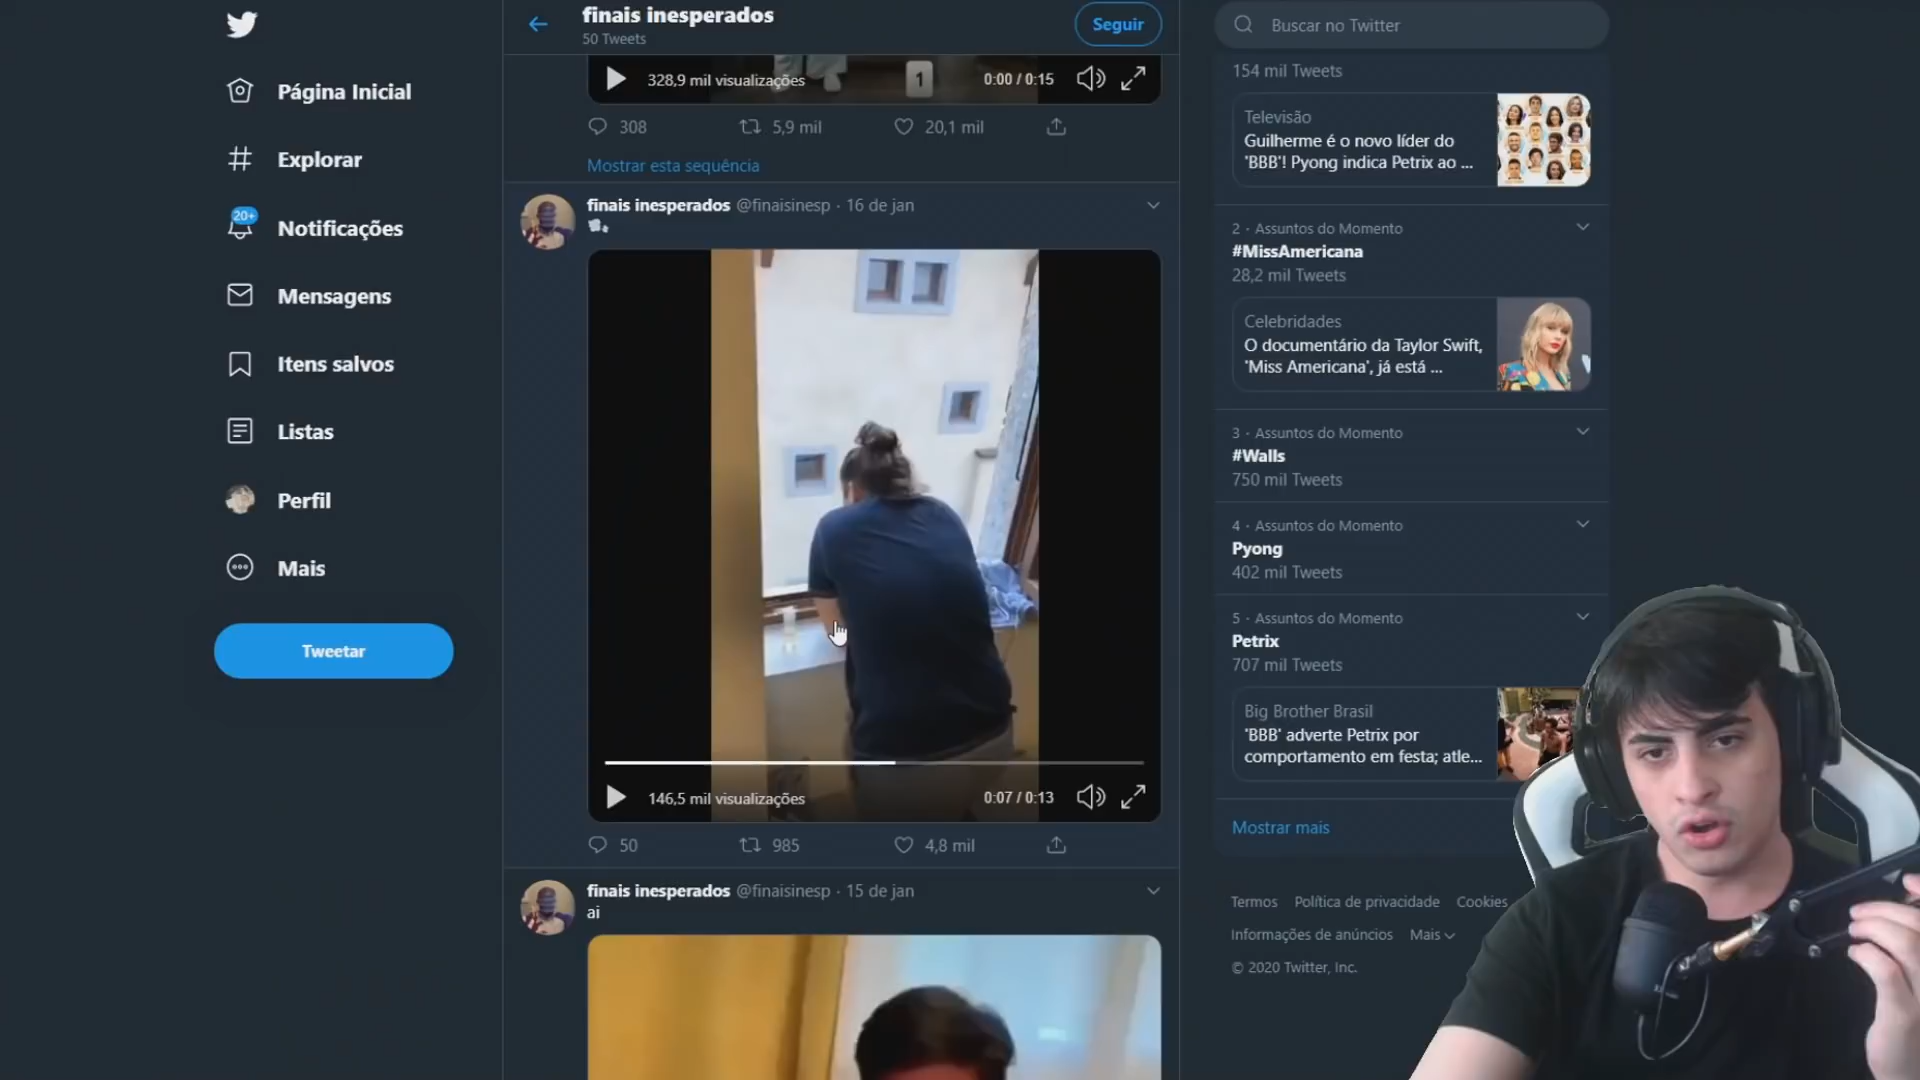 Página Inicial
Explorar
20+
Notificações
Mensagens
Itens salvos
Listas
Perfil
Mais
Tweetar
finais inesperados
50 Tweets
Seguir
328,9 mil visualizações
1
0:00 / 0:15
308
5,9 mil
20,1 mil
Mostrar esta sequência
finais inesperados @finaisinesp · 16 de jan
146,5 mil visualizações
0:07 / 0:13
50
985
4,8 mil
finais inesperados @finaisinesp · 15 de jan
ai
Buscar no Twitter
154 mil Tweets
Televisão
Guilherme é o novo líder do
'BBB'! Pyong indica Petrix ao ...
2 · Assuntos do Momento
#MissAmericana
28,2 mil Tweets
Celebridades
O documentário da Taylor Swift,
'Miss Americana', já está ...
3 · Assuntos do Momento
#Walls
750 mil Tweets
4 · Assuntos do Momento
Pyong
402 mil Tweets
5 · Assuntos do Momento
Petrix
707 mil Tweets
Big Brother Brasil
'BBB' adverte Petrix por
comportamento em festa; atle...
Mostrar mais
Termos Política de privacidade Cookies
Informações de anúncios Mais
© 2020 Twitter, Inc.